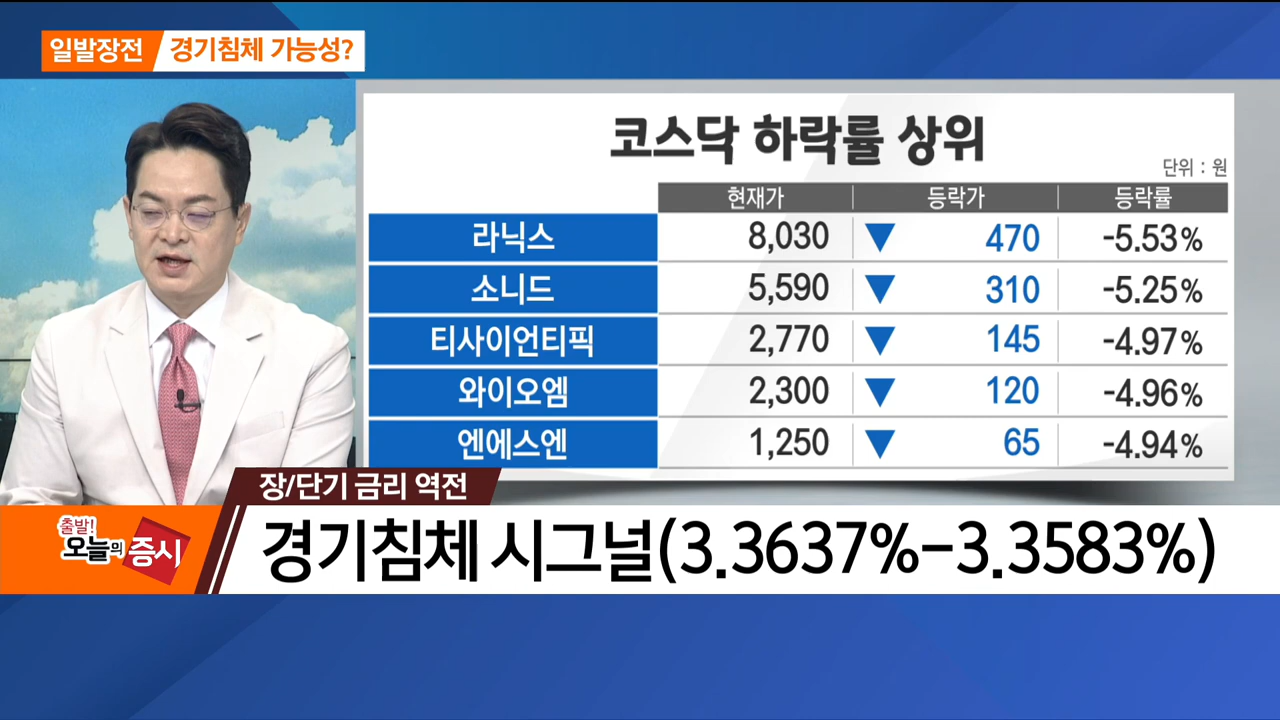 일발장전 경기침체 가능성?
코스닥 하락률 상위
단위 : 원
현재가 등락가 등락률
라닉스 8,030 ▼ 470 -5.53%
소니드 5,590 ▼ 310 -5.25%
티사이언티픽 2,770 ▼ 145 -4.97%
와이오엠 2,300 ▼ 120 -4.96%
엔에스엔 1,250 ▼ 65 -4.94%
장/단기 금리 역전
출발!
오늘의 증시
경기침체 시그널(3.3637%-3.3583%)